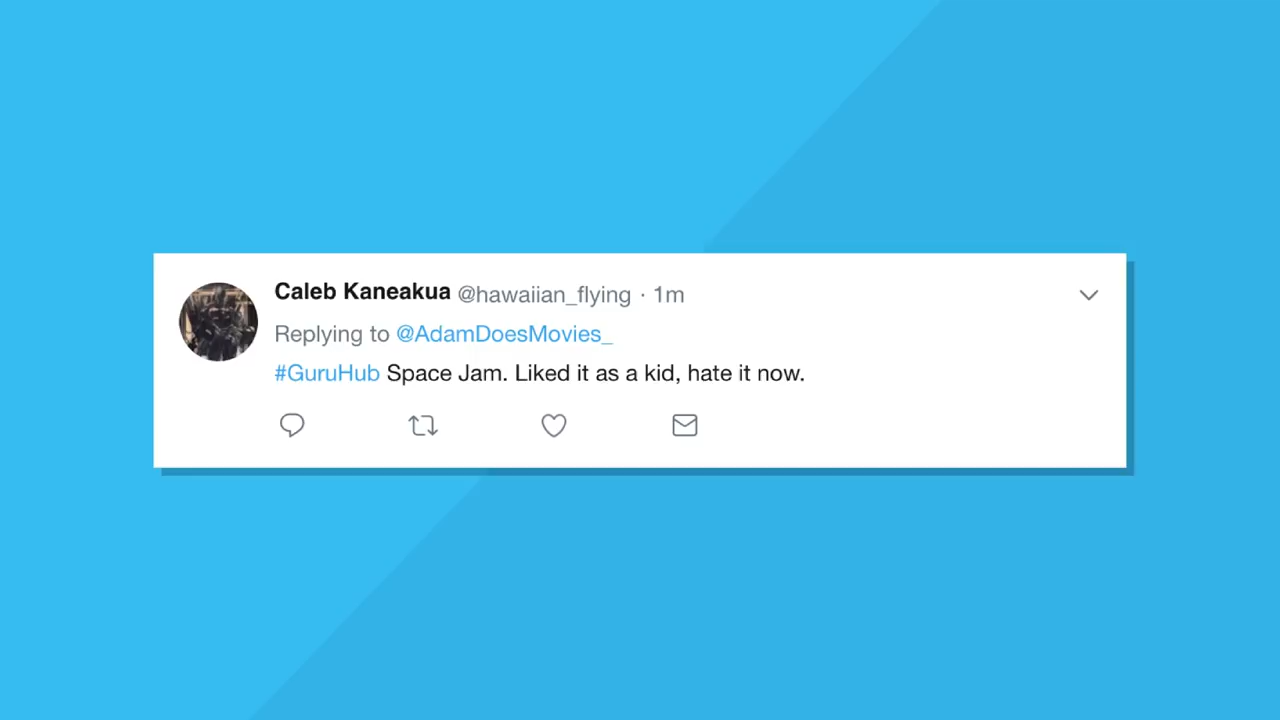 Caleb Kaneakua @hawaiian_flying · 1m
Replying to @AdamDoesMovies_
#GuruHub Space Jam. Liked it as a kid, hate it now.